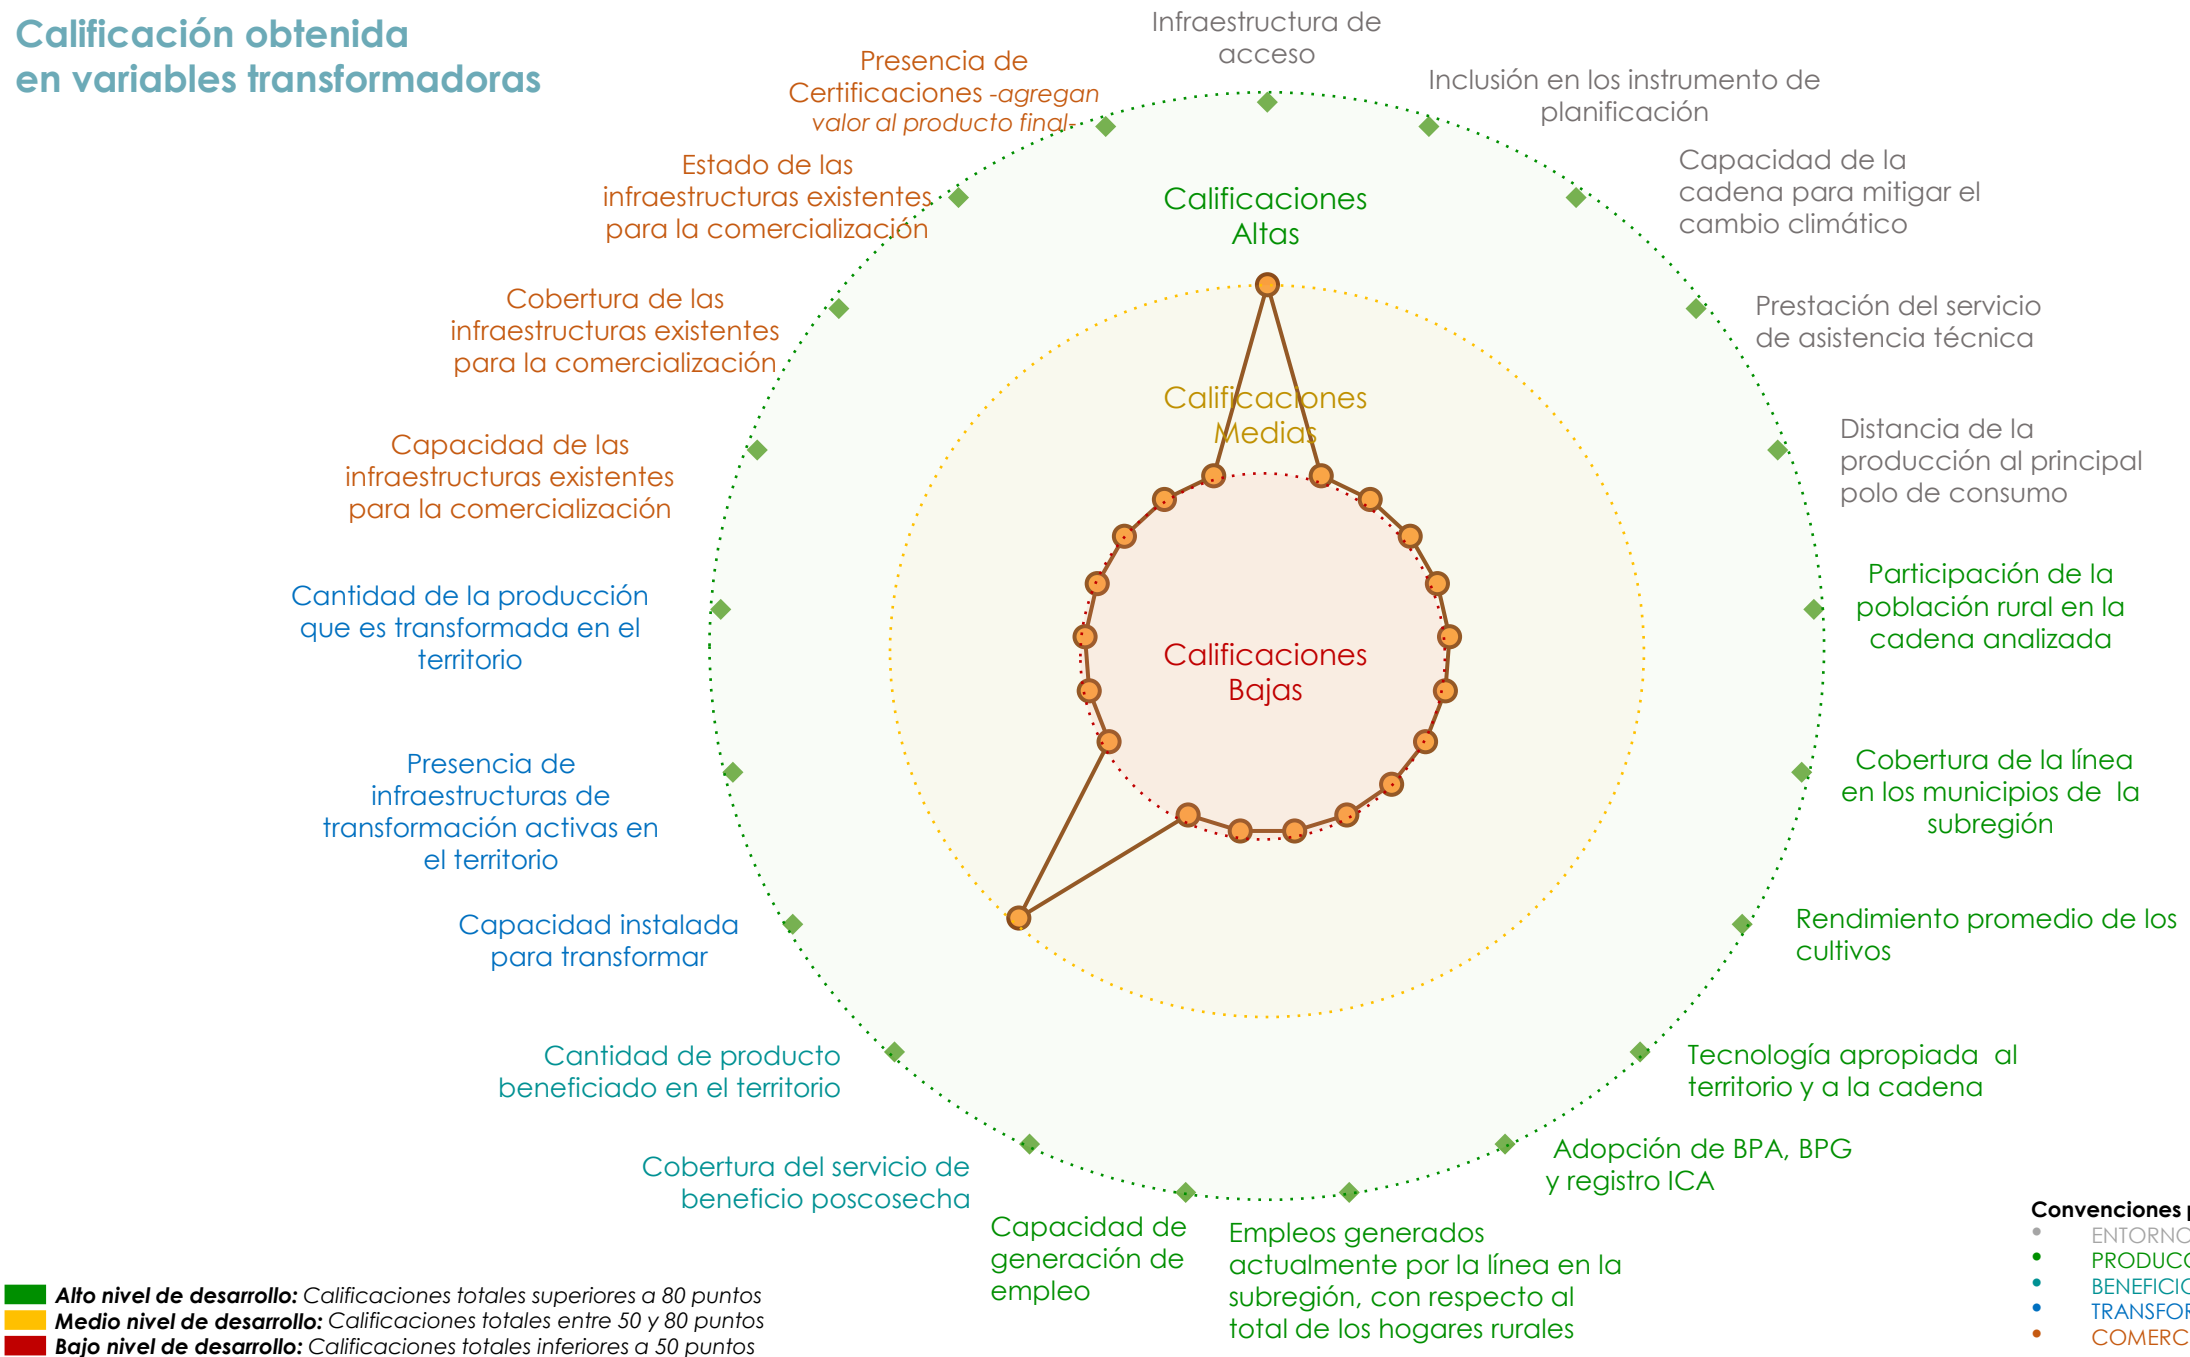 Calificación obtenida
en variables transformadoras
Infraestructura de
acceso
Inclusión en los instrumento de
planificación
Capacidad de la
cadena para mitigar el
cambio climático
Prestación del servicio
de asistencia técnica
Distancia de la
producción al principal
polo de consumo
Participación de la
población rural en la
cadena analizada
Cobertura de la línea
en los municipios de la
subregión
Rendimiento promedio de los
cultivos
Tecnología apropiada al
territorio y a la cadena
Adopción de BPA, BPG
y registro ICA
Empleos generados
actualmente por la línea en la
subregión, con respecto al
total de los hogares rurales
Capacidad de
generación de
empleo
Cobertura del servicio de
beneficio poscosecha
Cantidad de producto
beneficiado en el territorio
Capacidad instalada
para transformar
Presencia de
infraestructuras de
transformación activas en
el territorio
Cantidad de la producción
que es transformada en el
territorio
Capacidad de las
infraestructuras existentes
para la comercialización
Cobertura de las
infraestructuras existentes
para la comercialización
Estado de las
infraestructuras existentes
para la comercialización
Presencia de
Certificaciones -agregan
valor al producto final-
Calificaciones
Altas
Calificaciones
Medias
Calificaciones
Bajas
Alto nivel de desarrollo: Calificaciones totales superiores a 80 puntos
Medio nivel de desarrollo: Calificaciones totales entre 50 y 80 puntos
Bajo nivel de desarrollo: Calificaciones totales inferiores a 50 puntos
Convenciones
ENTORNO